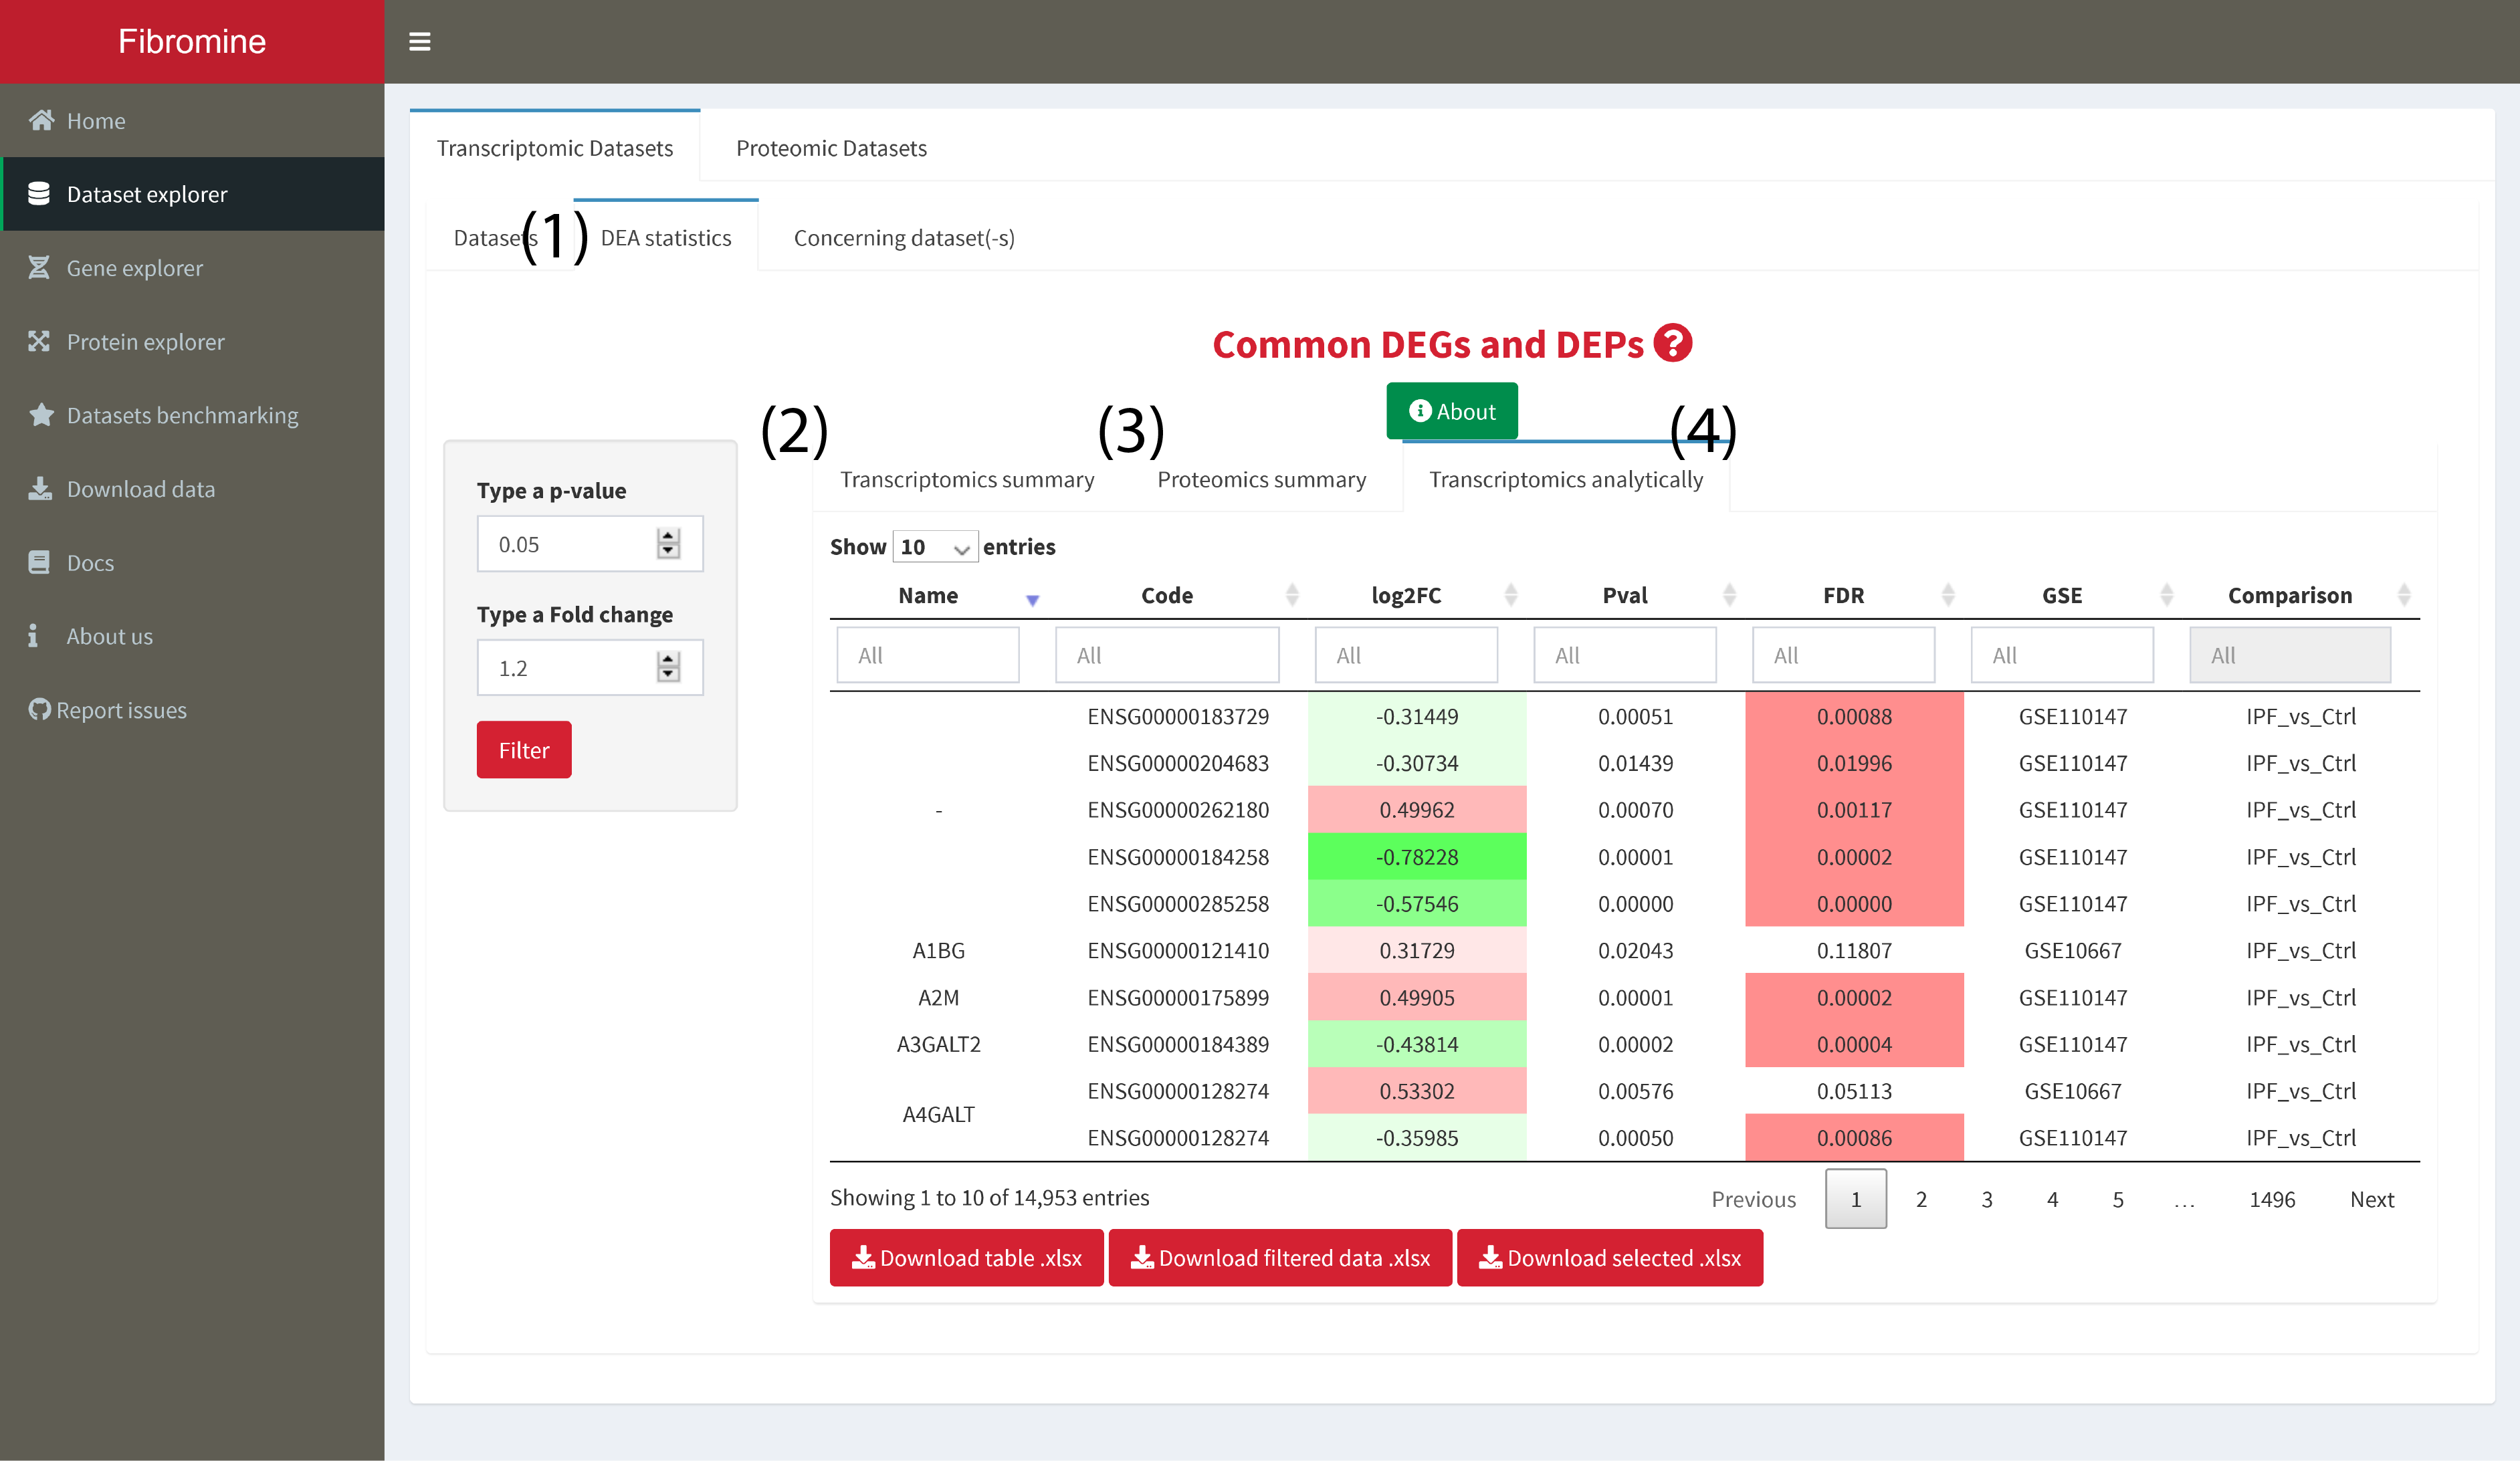 Fibromine
Home
Dataset explorer
Gene explorer
Protein explorer
Datasets benchmarking
Download data
Docs
About us
Report issues
Transcriptomic Datasets Proteomic Datasets
Datasets (1) DEA statistics Concerning dataset(-s)
Common DEGs and DEPs ?
About
(2) (3) (4)
Type a p-value
0.05
Type a Fold change
1.2
Filter
Transcriptomics summary Proteomics summary Transcriptomics analytically
Show 10 entries
Name Code log2FC Pval FDR GSE Comparison
All All All All All All All
ENSG00000183729 -0.31449 0.00051 0.00088 GSE110147 IPF_vs_Ctrl
ENSG00000204683 -0.30734 0.01439 0.01996 GSE110147 IPF_vs_Ctrl
- ENSG00000262180 0.49962 0.00070 0.00117 GSE110147 IPF_vs_Ctrl
ENSG00000184258 -0.78228 0.00001 0.00002 GSE110147 IPF_vs_Ctrl
ENSG00000285258 -0.57546 0.00000 0.00000 GSE110147 IPF_vs_Ctrl
A1BG ENSG00000121410 0.31729 0.02043 0.11807 GSE10667 IPF_vs_Ctrl
A2M ENSG00000175899 0.49905 0.00001 0.00002 GSE110147 IPF_vs_Ctrl
A3GALT2 ENSG00000184389 -0.43814 0.00002 0.00004 GSE110147 IPF_vs_Ctrl
ENSG00000128274 0.53302 0.00576 0.05113 GSE10667 IPF_vs_Ctrl
A4GALT
ENSG00000128274 -0.35985 0.00050 0.00086 GSE110147 IPF_vs_Ctrl
Showing 1 to 10 of 14,953 entries
Previous 1 2 3 4 5 … 1496 Next
Download table .xlsx Download filtered data .xlsx Download selected .xlsx